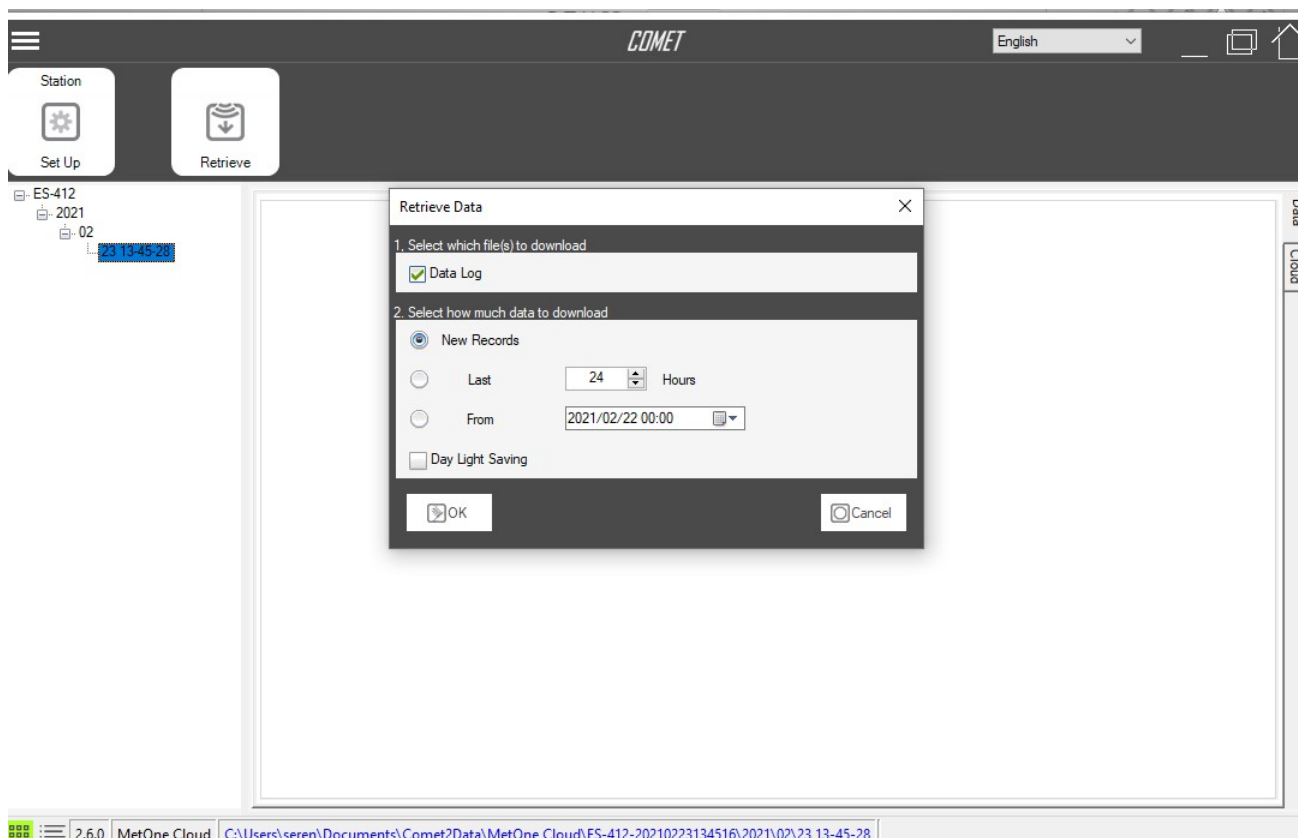 COMET
English
Station
Set Up
Retrieve
ES-412
2021
02
23 13-45-28
Retrieve Data
1. Select which file(s) to download
Data Log
2. Select how much data to download
New Records
Last 24 Hours
From 2021/02/22 00:00
Day Light Saving
OK
Cancel
Data
Cloud
2.6.0 MetOne Cloud C:\Users\seren\Documents\Comet2Data\MetOne Cloud\ES-412-20210223134516\2021\02\23 13-45-28